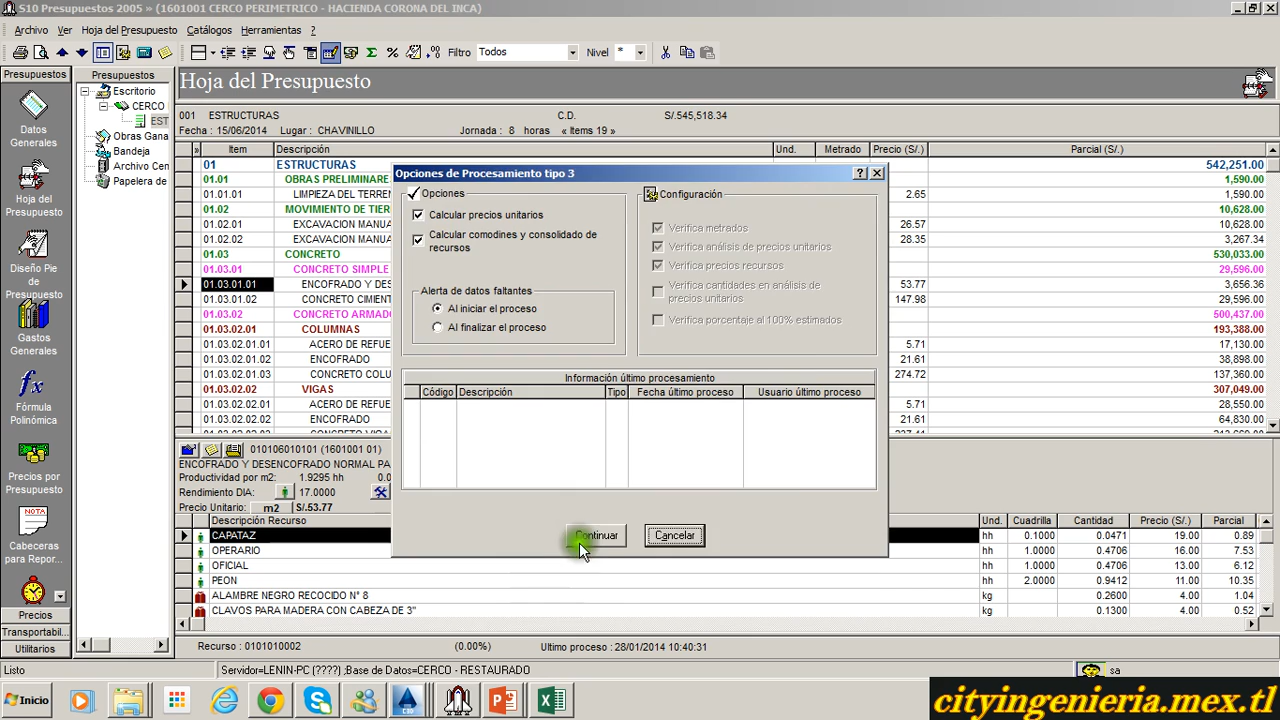 S10 Presupuestos 2005 » (1601001 CERCO PERIMETRICO - HACIENDA CORONA DEL INCA)
Archivo Ver Hoja del Presupuesto Catálogos Herramientas ?
Filtro Todos Nivel *
Presupuestos
Datos Generales
Hoja del Presupuesto
Diseño Pie de Presupuesto
Gastos Generales
Fórmula Polinómica
Precios por Presupuesto
Cabeceras para Repor...
Precios
Transportabil...
Utilitarios
Presupuestos
Escritorio
CERCO
EST
Obras Gana
Bandeja
Archivo Cen
Papelera de
Hoja del Presupuesto
001 ESTRUCTURAS C.D. S/.545,518.34
Fecha : 15/06/2014 Lugar : CHAVINILLO Jornada : 8 horas « Items 19 »
» Item Descripción Und. Metrado Precio (S/.) Parcial (S/.)
01 ESTRUCTURAS 542,251.00
01.01 OBRAS PRELIMINARE 1,590.00
01.01.01 LIMPIEZA DEL TERREN 2.65 1,590.00
01.02 MOVIMIENTO DE TIER 10,628.00
01.02.01 EXCAVACION MANUA 26.57 10,628.00
01.02.02 EXCAVACION MANUA 28.35 3,267.34
01.03 CONCRETO 530,033.00
01.03.01 CONCRETO SIMPLE 29,596.00
01.03.01.01 ENCOFRADO Y DES 53.77 3,656.36
01.03.01.02 CONCRETO CIMIENT 147.98 29,596.00
01.03.02 CONCRETO ARMADO 500,437.00
01.03.02.01 COLUMNAS 193,388.00
01.03.02.01.01 ACERO DE REFUE 5.71 17,130.00
01.03.02.01.02 ENCOFRADO 21.61 38,898.00
01.03.02.01.03 CONCRETO COLU 274.72 137,360.00
01.03.02.02 VIGAS 307,049.00
01.03.02.02.01 ACERO DE REFUE 5.71 28,550.00
01.03.02.02.02 ENCOFRADO 21.61 64,830.00
Opciones de Procesamiento tipo 3
Opciones
Calcular precios unitarios
Calcular comodines y consolidado de recursos
Alerta de datos faltantes
Al iniciar el proceso
Al finalizar el proceso
Configuración
Verifica metrados
Verifica análisis de precios unitarios
Verifica precios recursos
Verifica cantidades en análisis de precios unitarios
Verifica porcentaje al 100% estimados
Información último procesamiento
Código Descripción Tipo Fecha último proceso Usuario último proceso
Continuar Cancelar
010106010101 (1601001 01)
ENCOFRADO Y DESENCOFRADO NORMAL PA
Productividad por m2: 1.9295 hh 0.0
Rendimiento DIA: 17.0000
Precio Unitario: m2 S/.53.77
Descripción Recurso Und. Cuadrilla Cantidad Precio (S/.) Parcial
CAPATAZ hh 0.1000 0.0471 19.00 0.89
OPERARIO hh 1.0000 0.4706 16.00 7.53
OFICIAL hh 1.0000 0.4706 13.00 6.12
PEON hh 2.0000 0.9412 11.00 10.35
ALAMBRE NEGRO RECOCIDO N° 8 kg 0.2600 4.00 1.04
CLAVOS PARA MADERA CON CABEZA DE 3" kg 0.1300 4.00 0.52
Recurso : 0101010002 (0.00%) Ultimo proceso : 28/01/2014 10:40:31
Listo Servidor=LENIN-PC (????) ;Base de Datos=CERCO - RESTAURADO sa
Inicio
cityingenieria.mex.tl